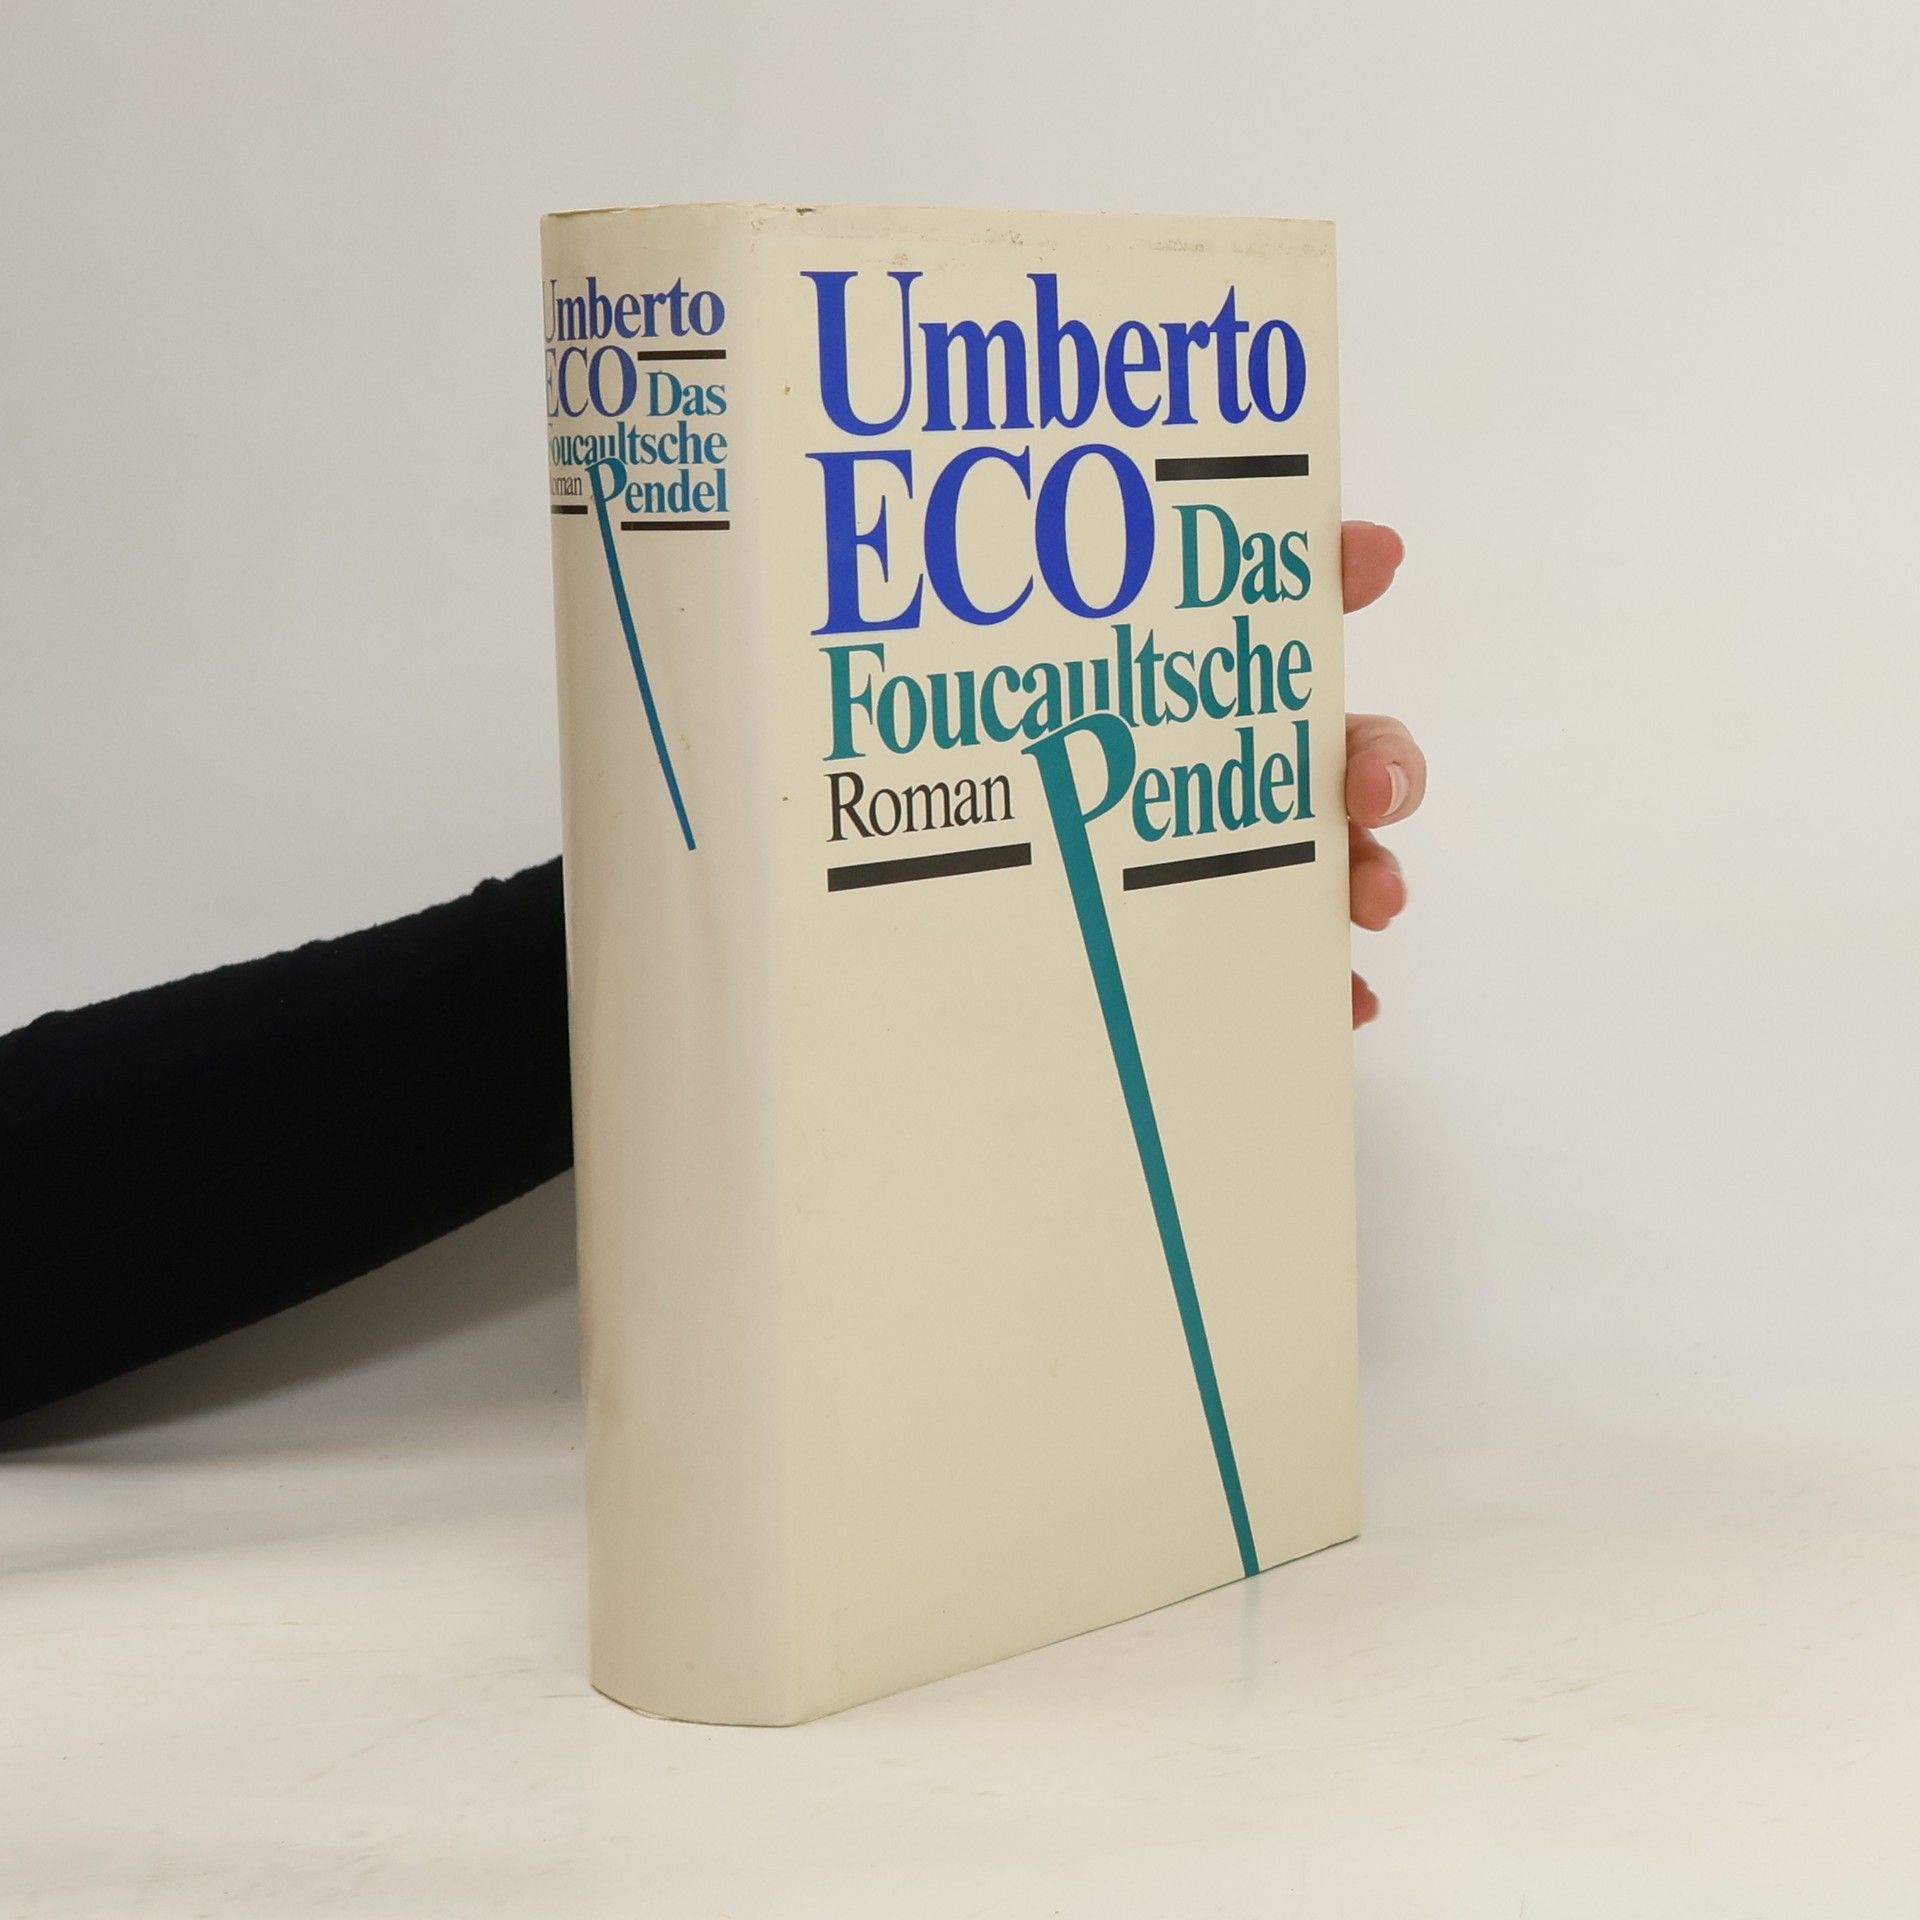 Umberto
ECO Das
Foucaultsche
Roman Pendel
Umberto
ECO Das
Foucaultsche
Roman Pendel